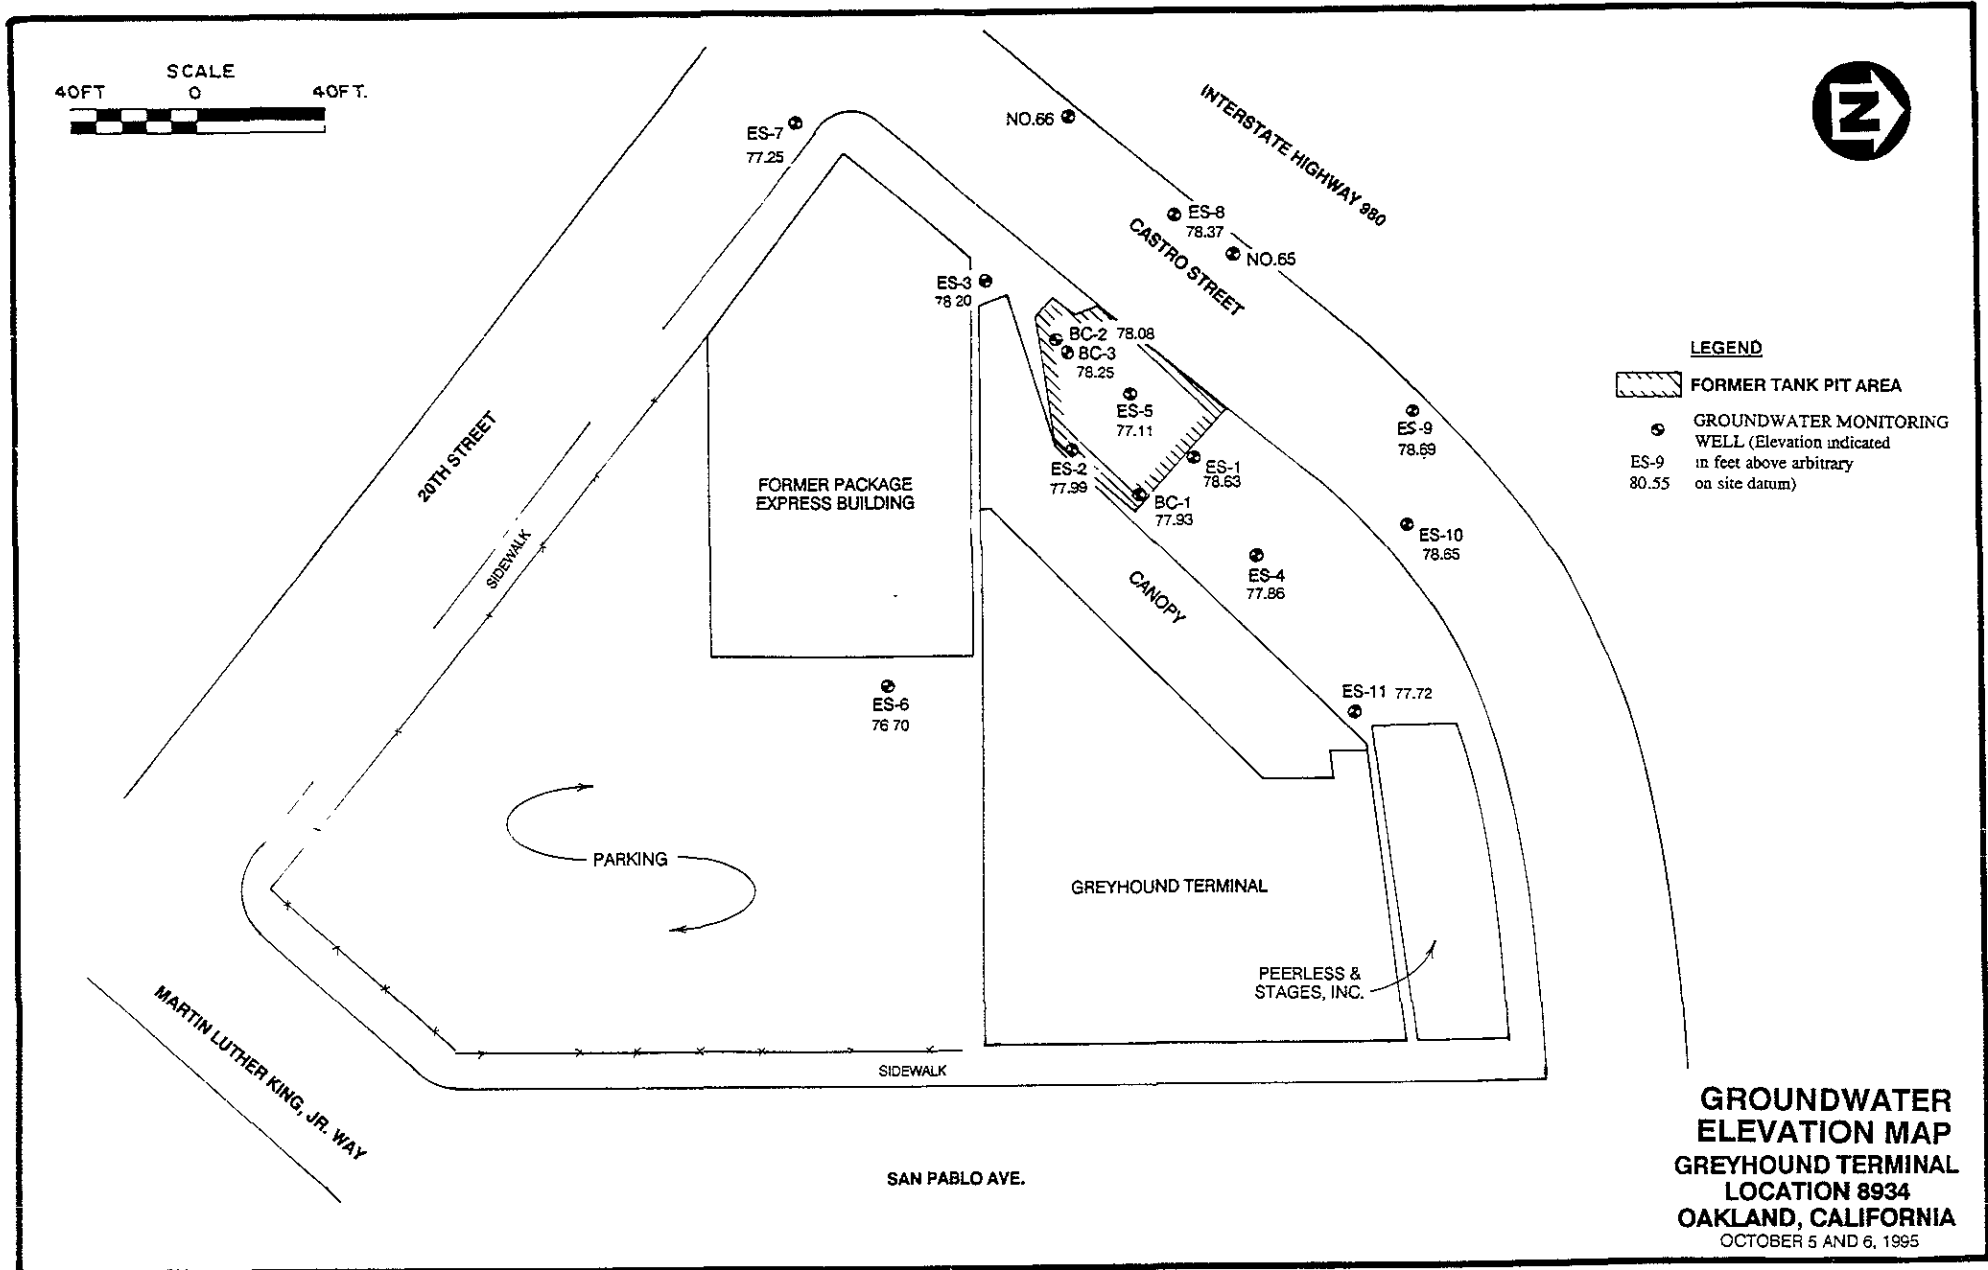 SCALE
40FT 0 40FT.
ES-7
77.25
NO.66
INTERSTATE HIGHWAY 980
N
ES-8
78.37
NO.65
CASTRO STREET
ES-3
78 20
BC-2 78.08
BC-3
78.25
ES-5
77.11
ES-2
77.99
ES-1
78.63
BC-1
77.93
ES-9
78.69
ES-10
78.65
ES-4
77.86
ES-11 77.72
LEGEND
FORMER TANK PIT AREA
GROUNDWATER MONITORING
WELL (Elevation indicated
ES-9 in feet above arbitrary
80.55 on site datum)
20TH STREET
SIDEWALK
FORMER PACKAGE
EXPRESS BUILDING
CANOPY
ES-6
76 70
PARKING
GREYHOUND TERMINAL
PEERLESS &
STAGES, INC.
MARTIN LUTHER KING, JR. WAY
SIDEWALK
SAN PABLO AVE.
GROUNDWATER
ELEVATION MAP
GREYHOUND TERMINAL
LOCATION 8934
OAKLAND, CALIFORNIA
OCTOBER 5 AND 6, 1995